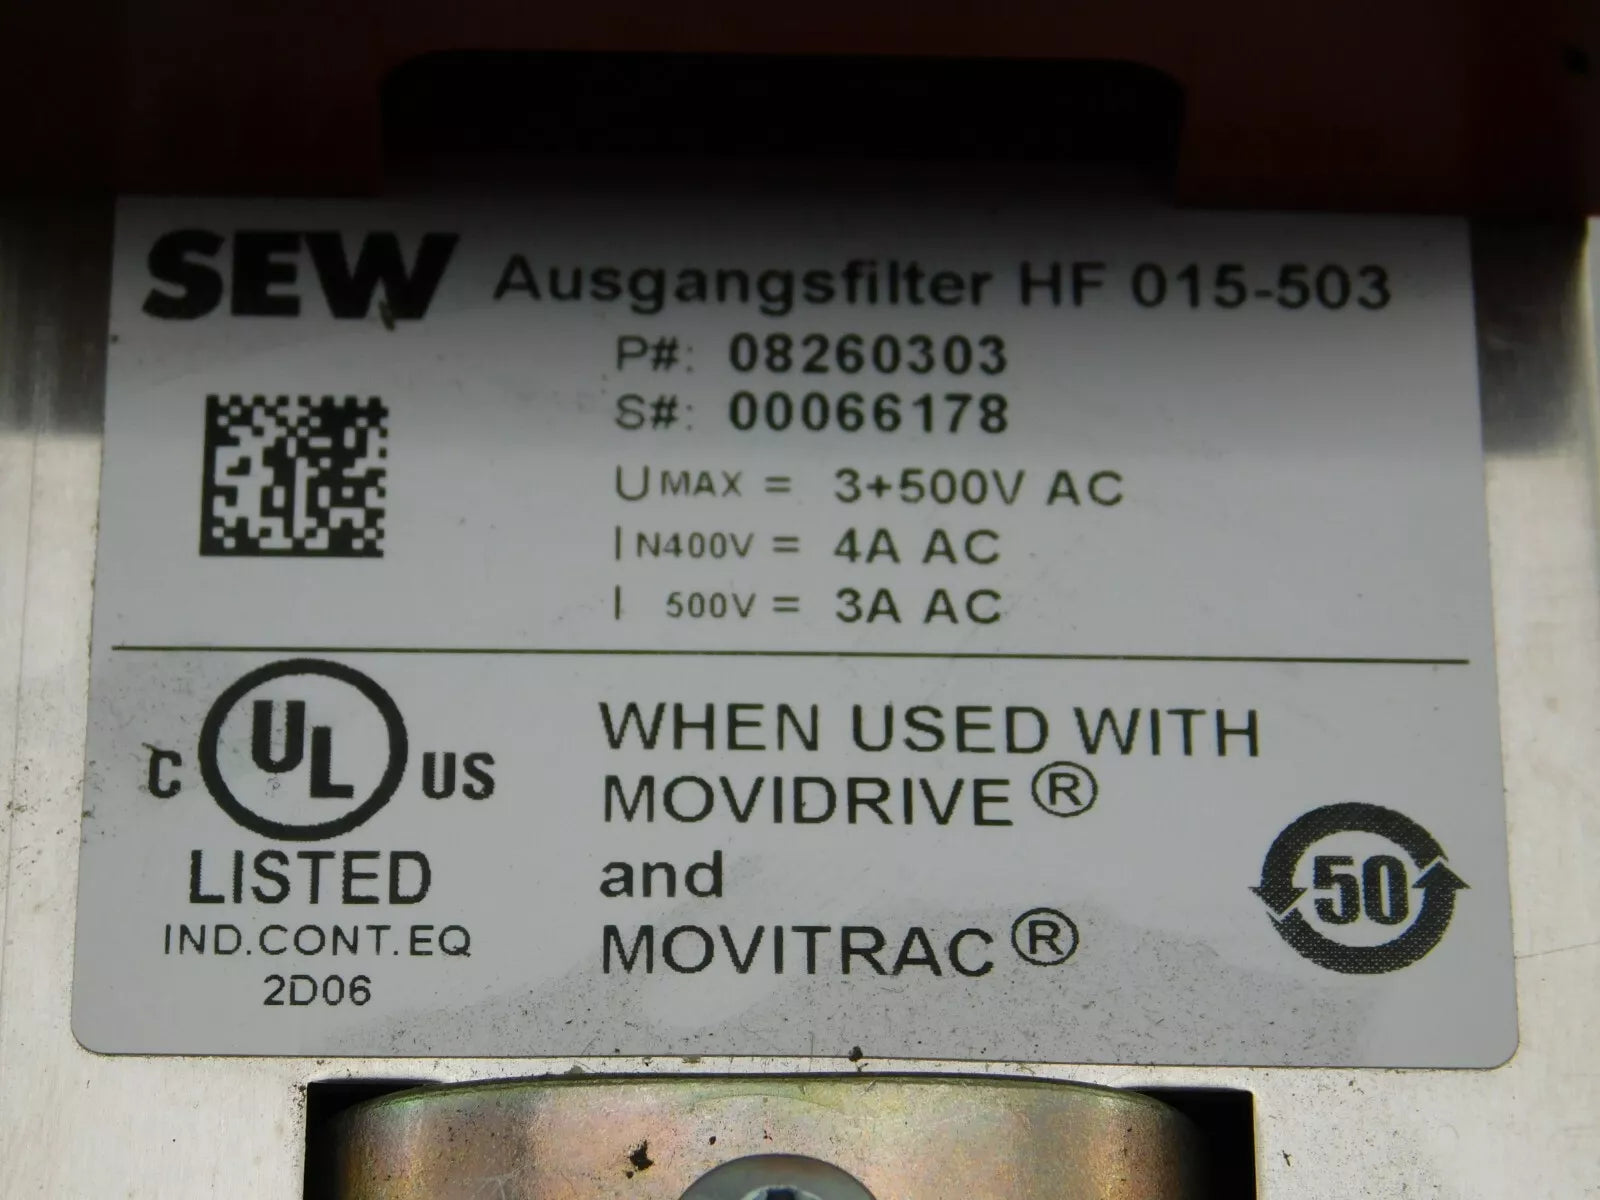 SEW Ausgangsfilter HF 015-503
P#: 08260303
S#: 00066178
UMAX = 3+500V AC
IN400V = 4A AC
I 500V = 3A AC
C UL US
LISTED
IND.CONT.EQ
2D06
WHEN USED WITH
MOVIDRIVE®
and
MOVITRAC®
50